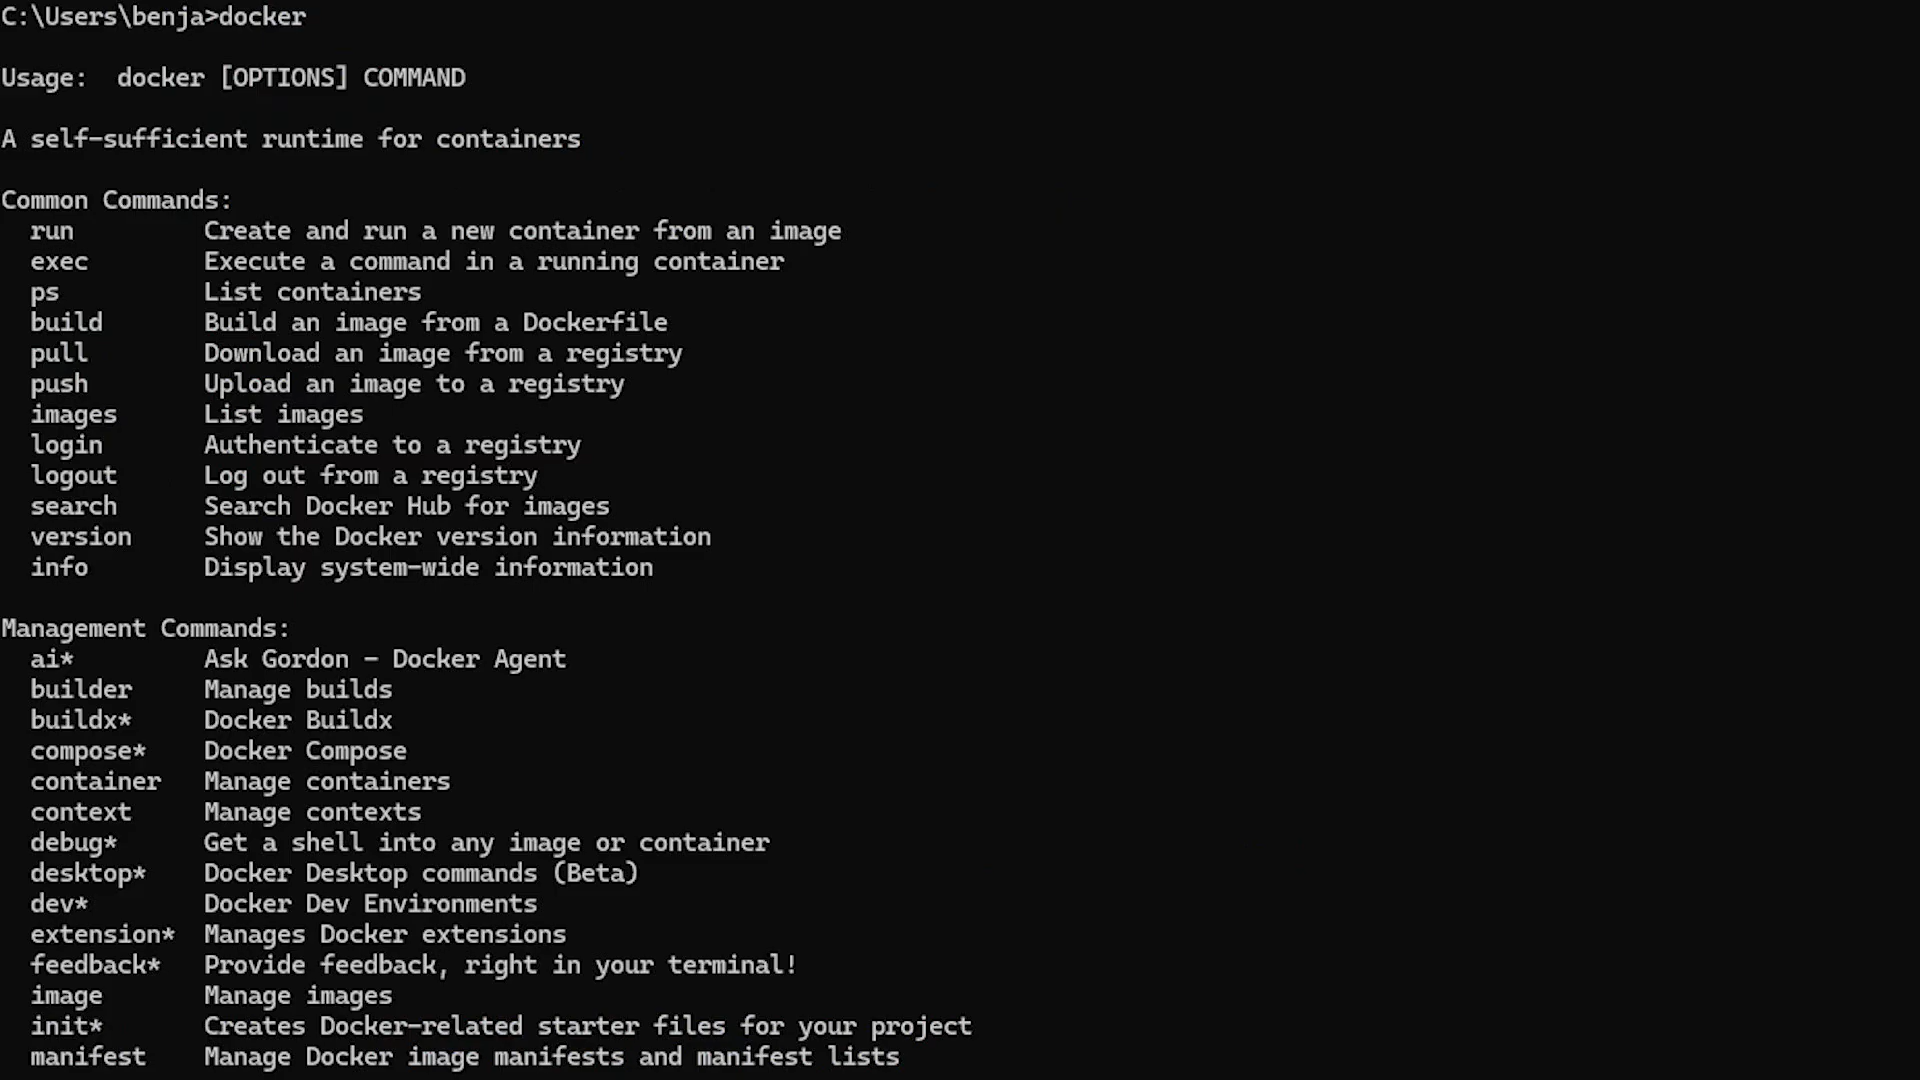 C:\Users\benja>docker
Usage:  docker [OPTIONS] COMMAND
A self-sufficient runtime for containers
Common Commands:
  run         Create and run a new container from an image
  exec        Execute a command in a running container
  ps          List containers
  build       Build an image from a Dockerfile
  pull        Download an image from a registry
  push        Upload an image to a registry
  images      List images
  login       Authenticate to a registry
  logout      Log out from a registry
  search      Search Docker Hub for images
  version     Show the Docker version information
  info        Display system-wide information
Management Commands:
  ai*         Ask Gordon - Docker Agent
  builder     Manage builds
  buildx*     Docker Buildx
  compose*    Docker Compose
  container   Manage containers
  context     Manage contexts
  debug*      Get a shell into any image or container
  desktop*    Docker Desktop commands (Beta)
  dev*        Docker Dev Environments
  extension*  Manages Docker extensions
  feedback*   Provide feedback, right in your terminal!
  image       Manage images
  init*       Creates Docker-related starter files for your project
  manifest    Manage Docker image manifests and manifest lists